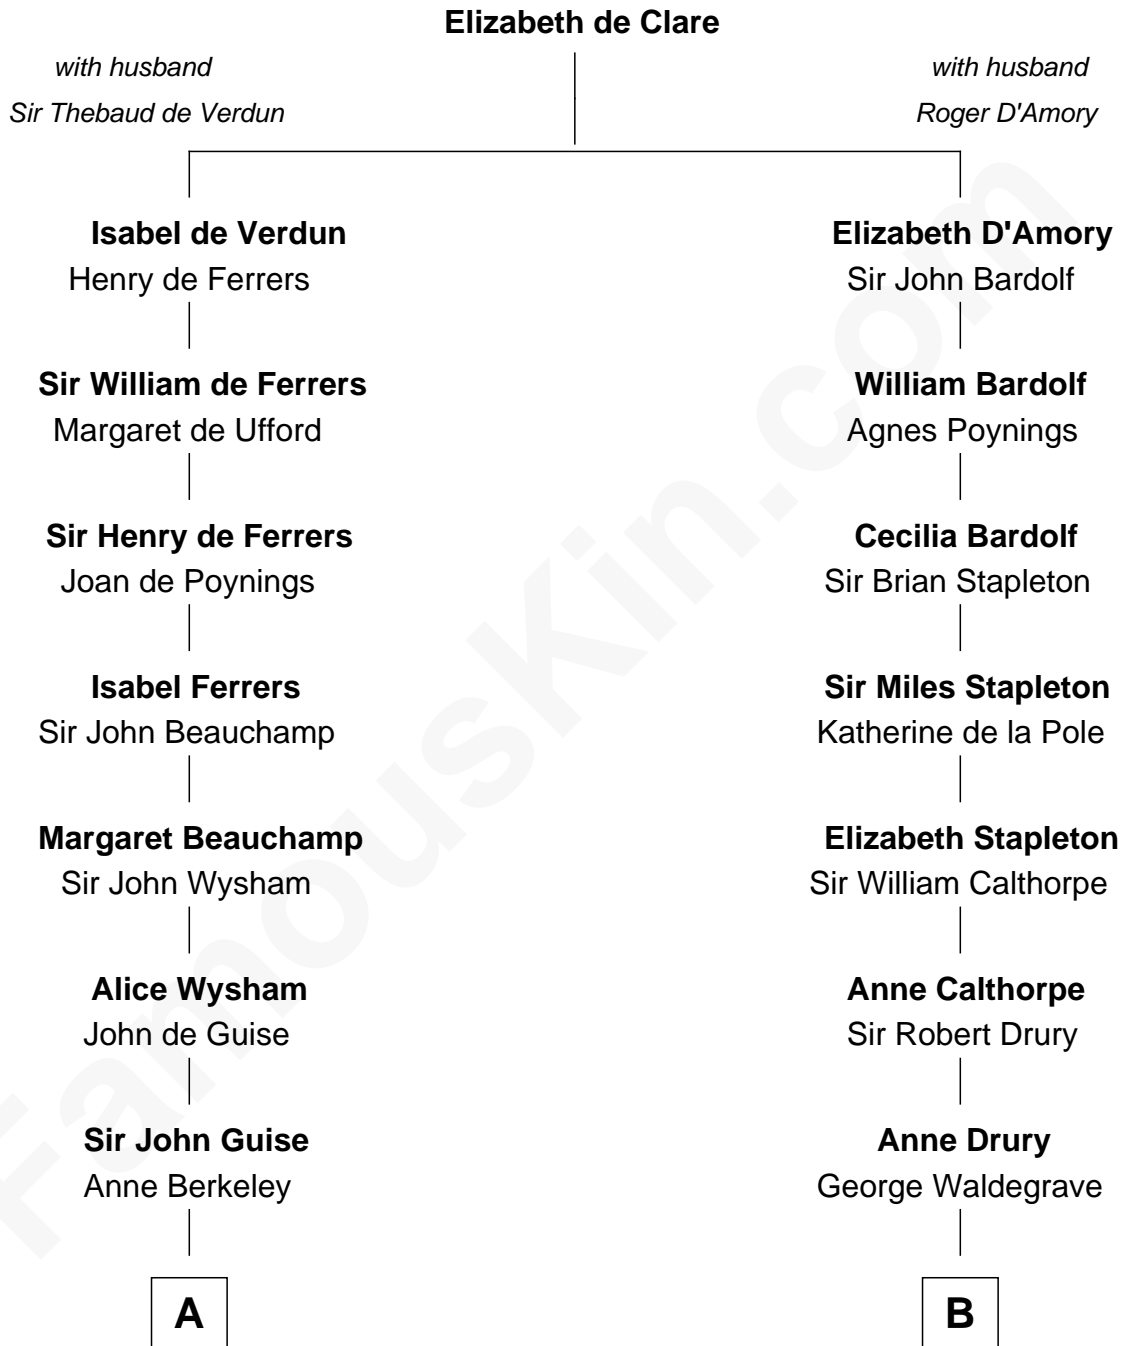 Elizabeth de Clare
with husband
Sir Thebaud de Verdun
with husband
Roger D'Amory
Isabel de Verdun
Henry de Ferrers
Elizabeth D'Amory
Sir John Bardolf
Sir William de Ferrers
Margaret de Ufford
William Bardolf
Agnes Poynings
Sir Henry de Ferrers
Joan de Poynings
Cecilia Bardolf
Sir Brian Stapleton
Isabel Ferrers
Sir John Beauchamp
Sir Miles Stapleton
Katherine de la Pole
Margaret Beauchamp
Sir John Wysham
Elizabeth Stapleton
Sir William Calthorpe
Alice Wysham
John de Guise
Anne Calthorpe
Sir Robert Drury
Sir John Guise
Anne Berkeley
Anne Drury
George Waldegrave
A
B
FamousKin.com